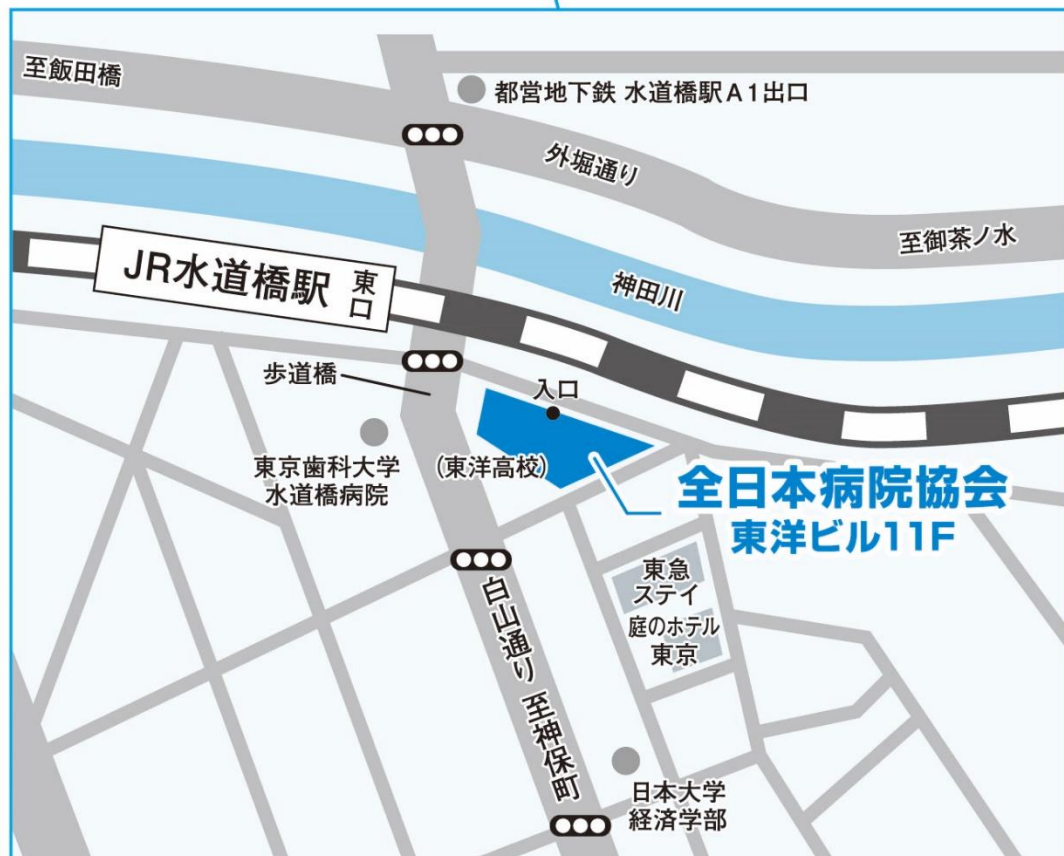 至飯田橋
都営地下鉄 水道橋駅A1出口
外堀通り
至御茶ノ水
JR水道橋駅
東口
神田川
歩道橋
入口
東京歯科大学
水道橋病院
(東洋高校)
全日本病院協会
東洋ビル11F
東急
ステイ
庭のホテル
東京
白山通り 至神保町
日本大学
経済学部